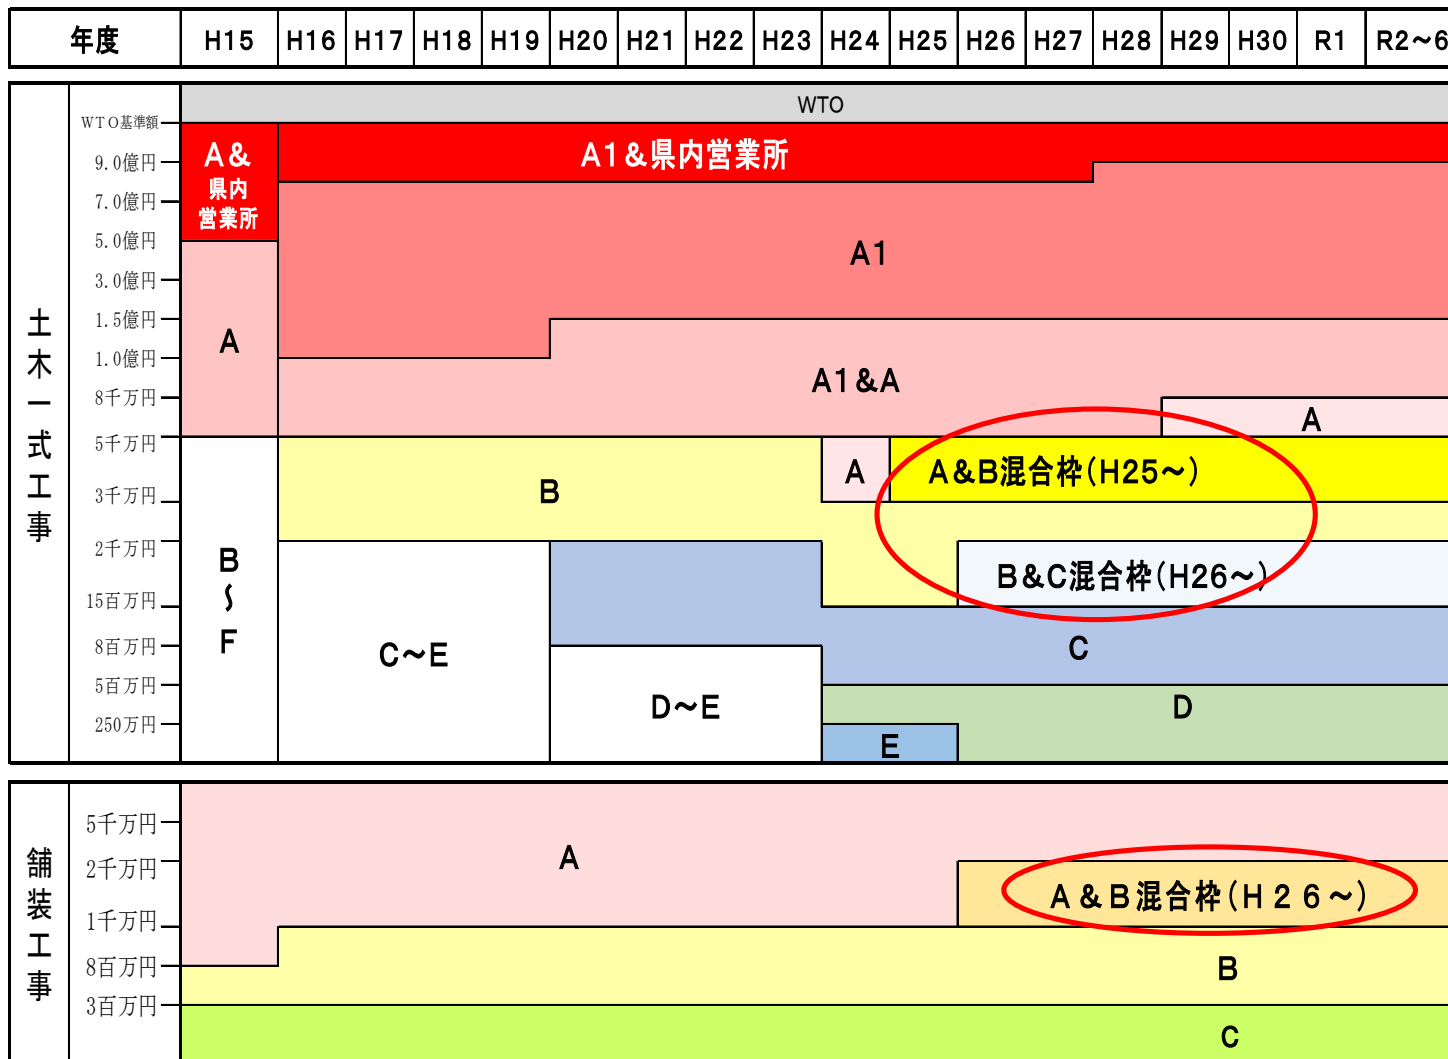 年度 H15 H16 H17 H18 H19 H20 H21 H22 H23 H24 H25 H26 H27 H28 H29 H30 R1 R2～6
土木一式工事
WTO
WTO基準額
9.0億円
7.0億円
5.0億円
3.0億円
1.5億円
1.0億円
8千万円
5千万円
3千万円
2千万円
15百万円
8百万円
5百万円
250万円
A＆
県内
営業所
A1＆県内営業所
A1
A
A1＆A
A
B
A
A＆B混合枠(H25～)
B
～
F
B＆C混合枠(H26～)
C～E
C
D～E
D
E
舗装工事
5千万円
2千万円
1千万円
8百万円
3百万円
A
A＆B混合枠(H26～)
B
C